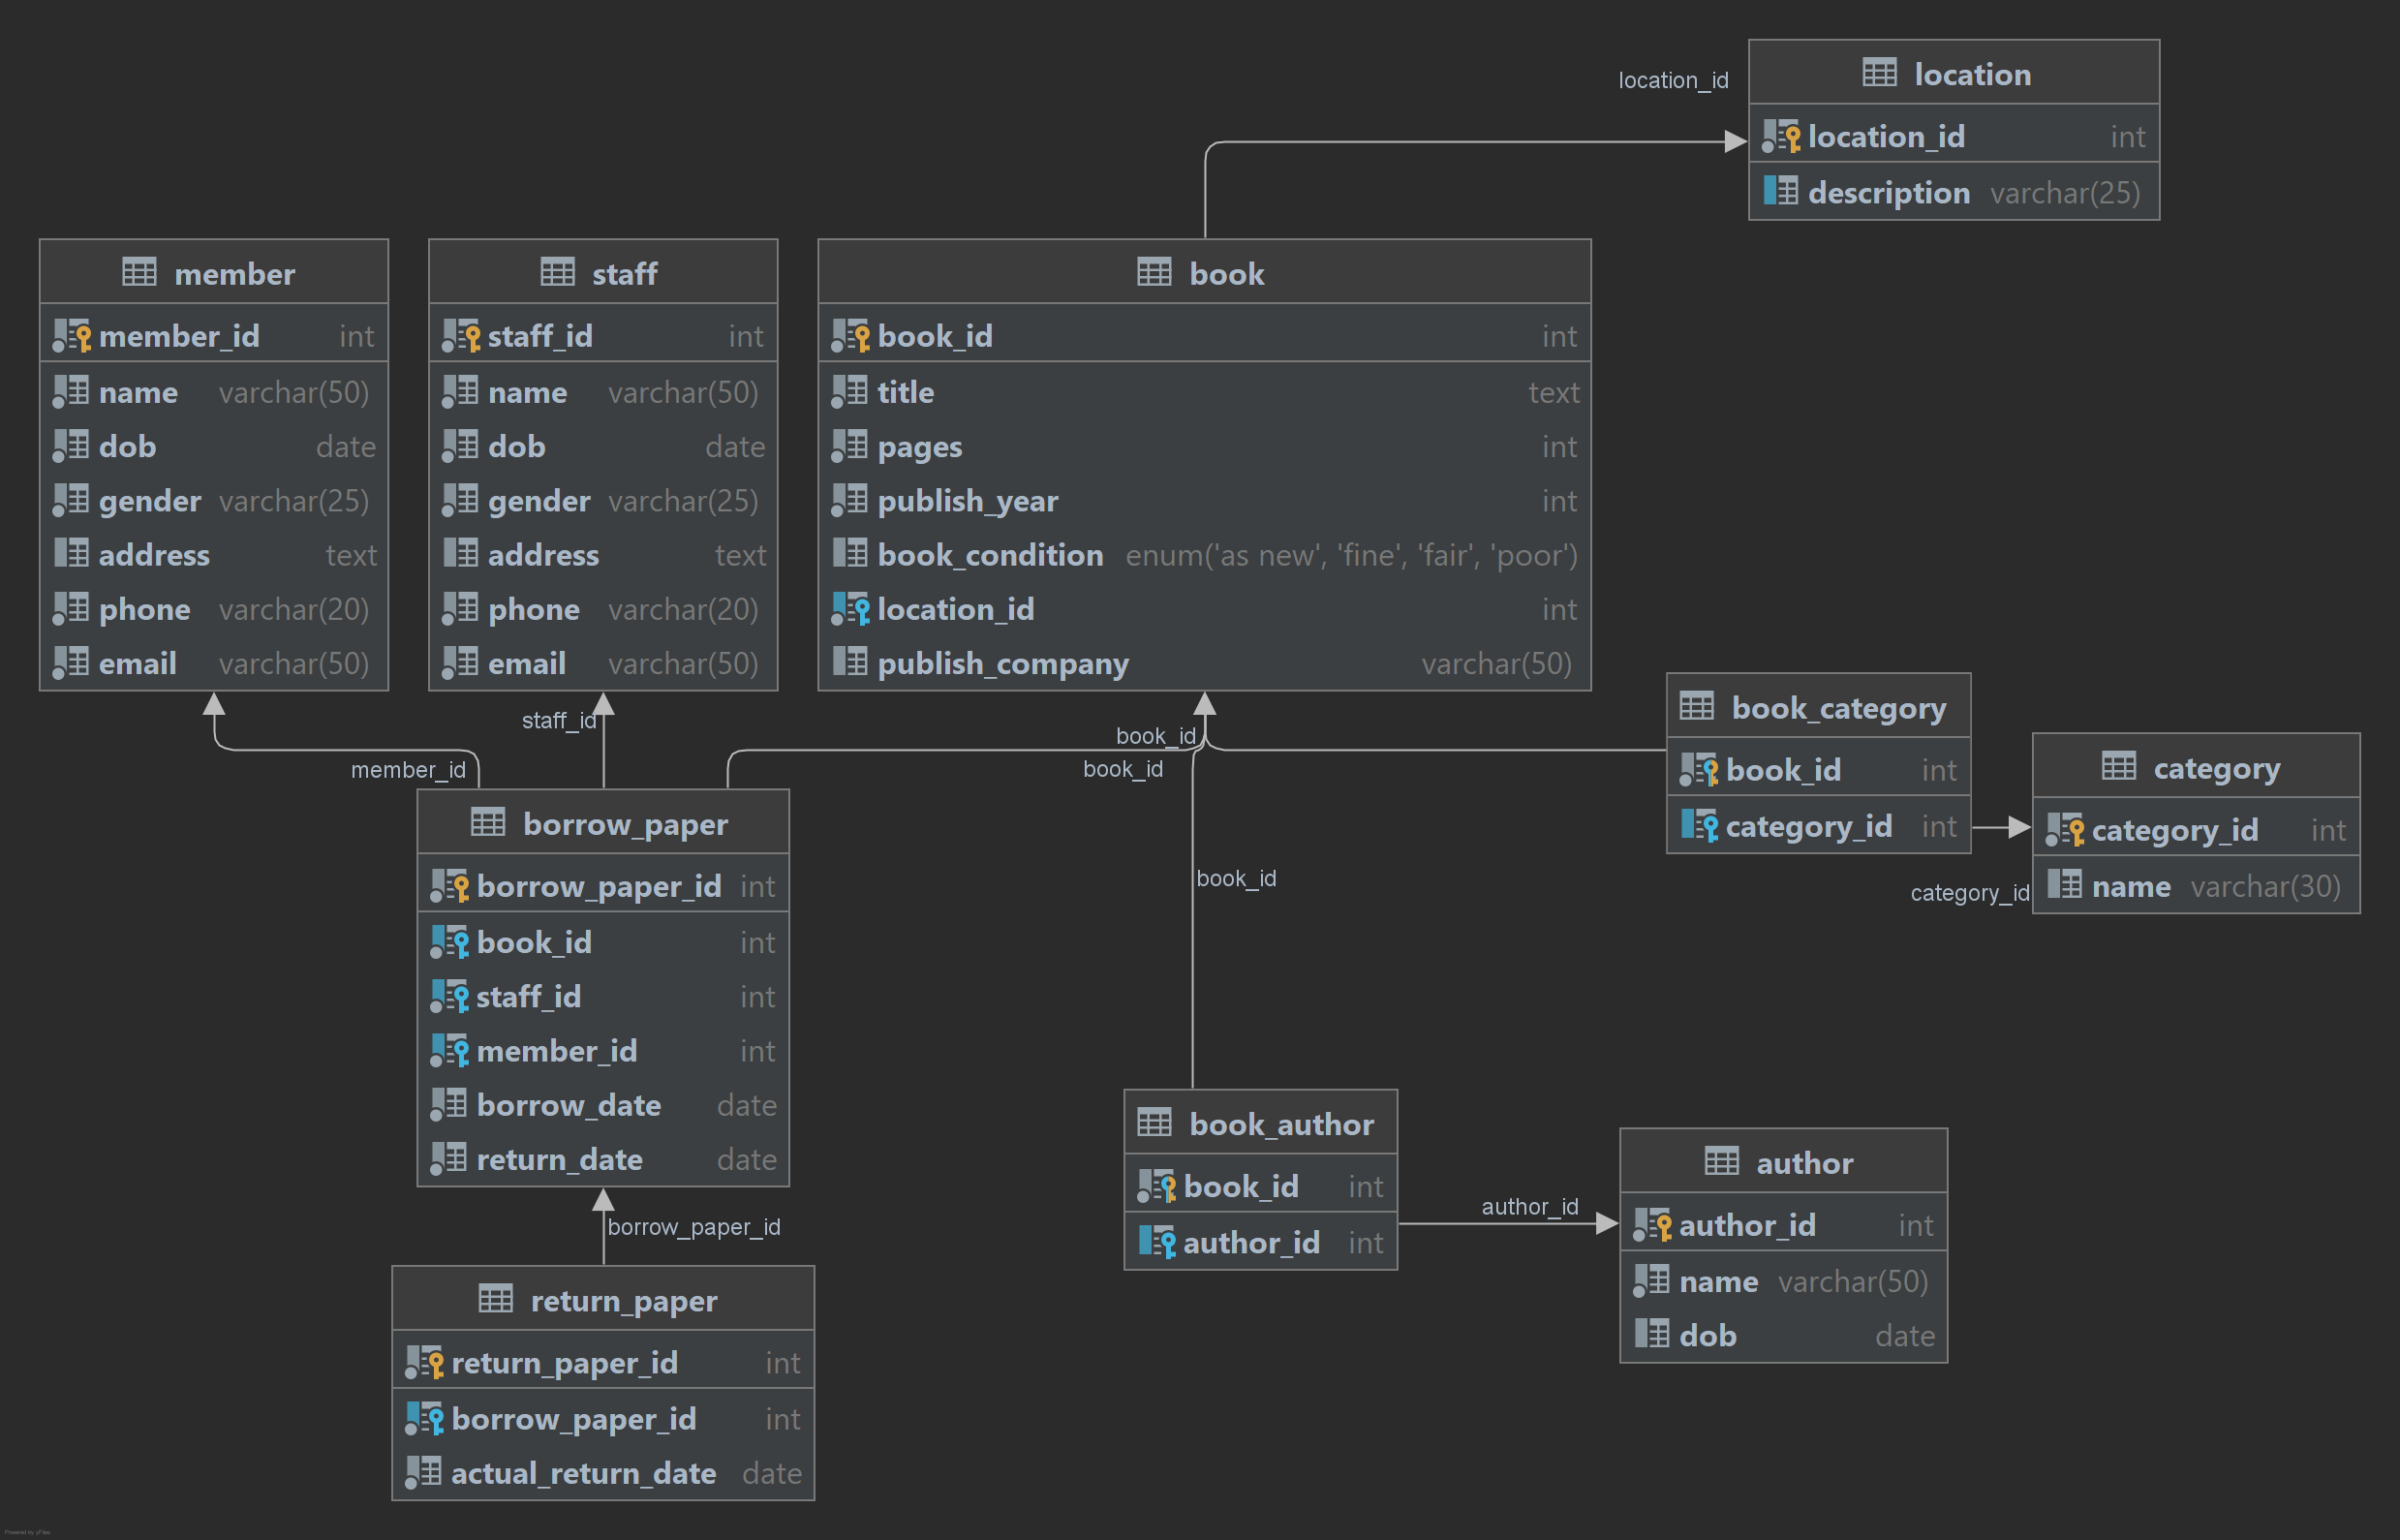 location_id
location
location_id int
description varchar(25)
member
member_id int
name varchar(50)
dob date
gender varchar(25)
address text
phone varchar(20)
email varchar(50)
staff
staff_id int
name varchar(50)
dob date
gender varchar(25)
address text
phone varchar(20)
email varchar(50)
book
book_id int
title text
pages int
publish_year int
book_condition enum('as new', 'fine', 'fair', 'poor')
location_id int
publish_company varchar(50)
member_id
staff_id
book_id
book_id
book_id
book_category
book_id int
category_id int
category_id
category
category_id int
name varchar(30)
borrow_paper
borrow_paper_id int
book_id int
staff_id int
member_id int
borrow_date date
return_date date
borrow_paper_id
book_author
book_id int
author_id int
author_id
author
author_id int
name varchar(50)
dob date
return_paper
return_paper_id int
borrow_paper_id int
actual_return_date date
Powered by yFiles